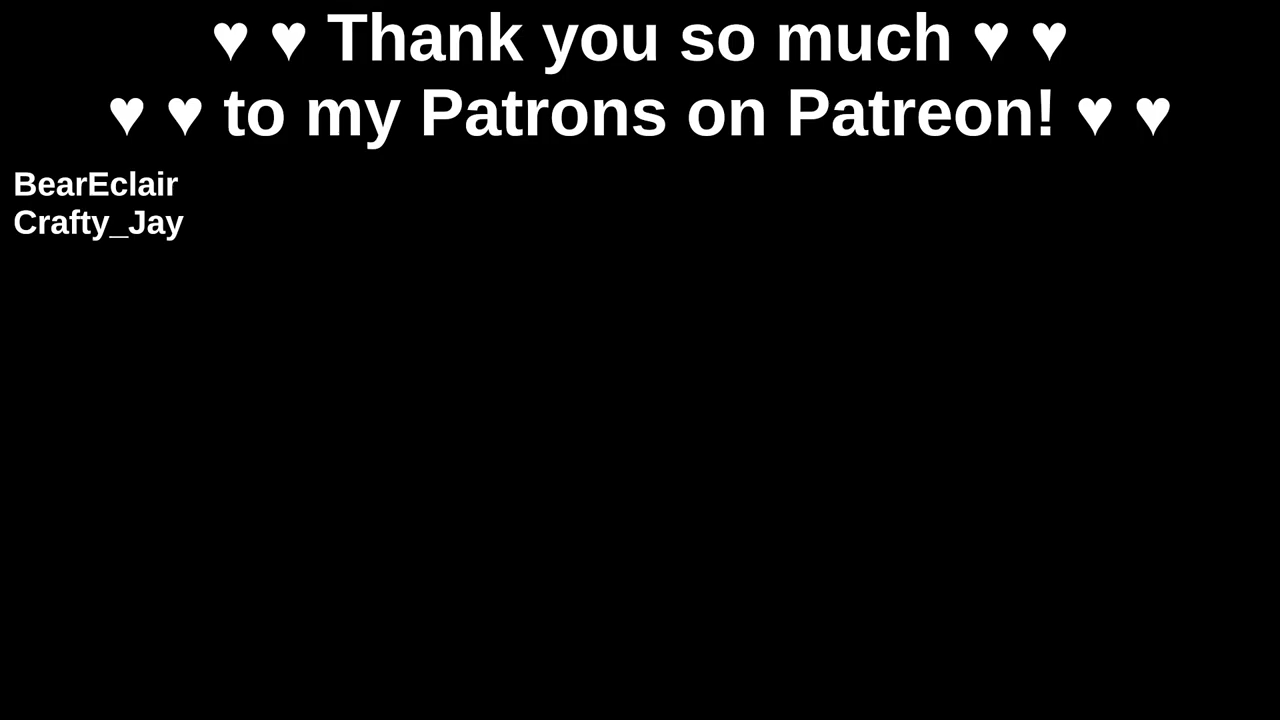 ♥ ♥ Thank you so much ♥ ♥
♥ ♥ to my Patrons on Patreon! ♥ ♥
BearEclair
Crafty_Jay